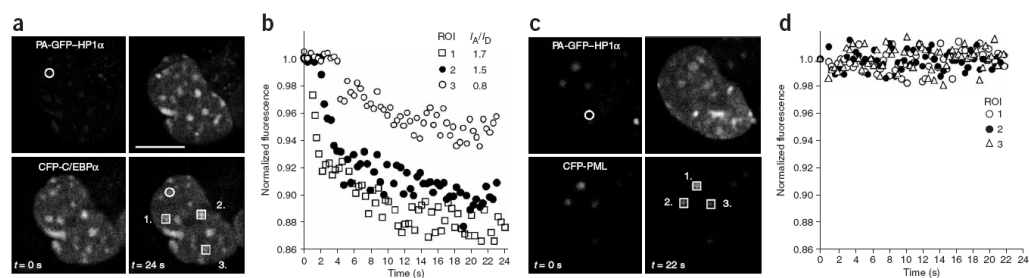 a
PA-GFP–HP1α
CFP-C/EBPα
1.
2.
3.
t = 0 s
t = 24 s
b
Normalized fluorescence
1.0
0.98
0.96
0.94
0.92
0.90
0.88
0.86
0 2 4 6 8 10 12 14 16 18 20 22 24
Time (s)
ROI IA/ID
1 1.7
2 1.5
3 0.8
c
PA-GFP–HP1α
CFP-PML
1.
2.
3.
t = 0 s
t = 22 s
d
Normalized fluorescence
1.0
0.98
0.96
0.94
0.92
0.90
0.88
0.86
0 2 4 6 8 10 12 14 16 18 20 22 24
Time (s)
ROI
1
2
3